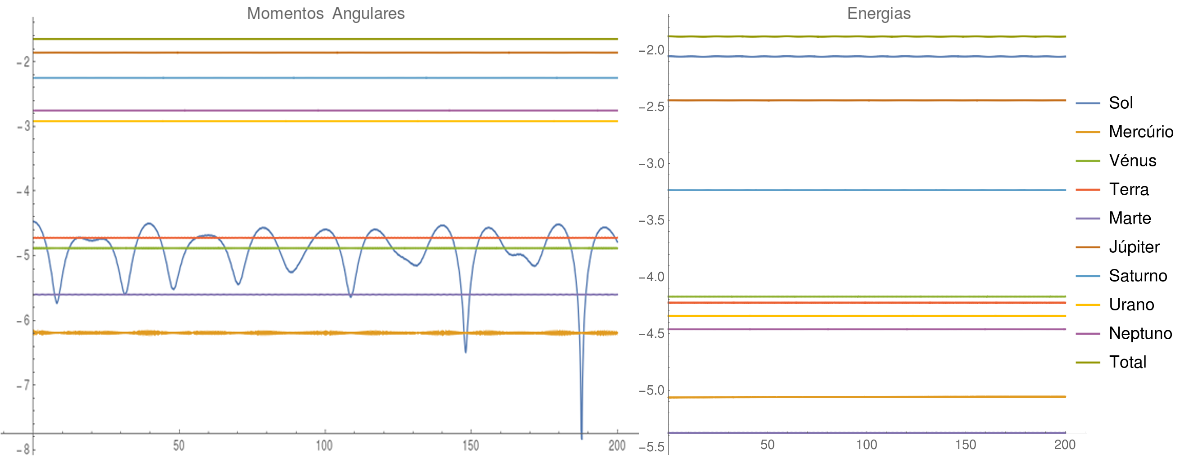 Momentos Angulares
-2
-3
-4
-5
-6
-7
-8
50
100
150
200
Energias
-2.0
-2.5
-3.0
-3.5
-4.0
-4.5
-5.0
-5.5
50
100
150
200
Sol
Mercúrio
Vénus
Terra
Marte
Júpiter
Saturno
Urano
Neptuno
Total